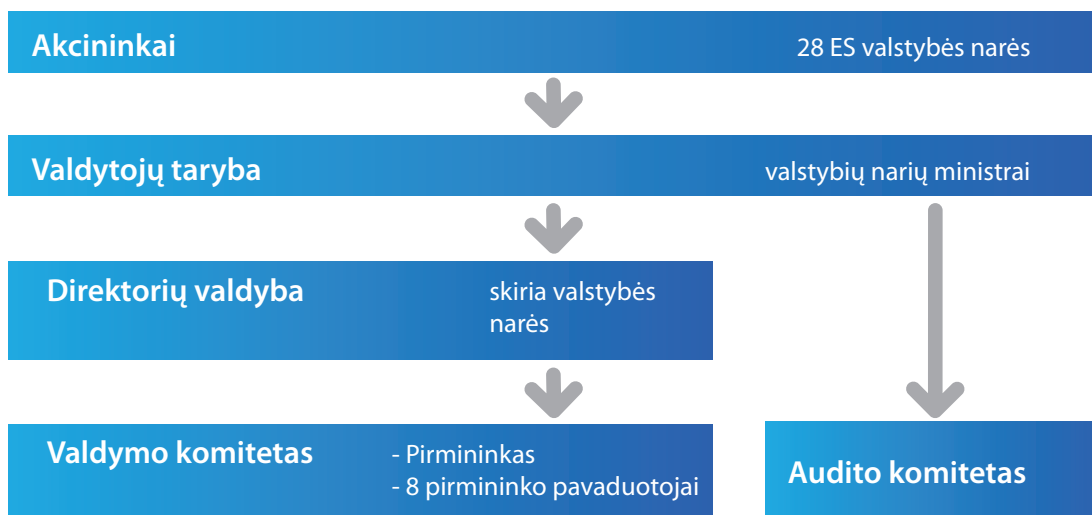 Akcininkai 28 ES valstybės narės
Valdytojų taryba valstybių narių ministrai
Direktorių valdyba skiria valstybės
narės
Valdymo komitetas - Pirmininkas
- 8 pirmininko pavaduotojai
Audito komitetas